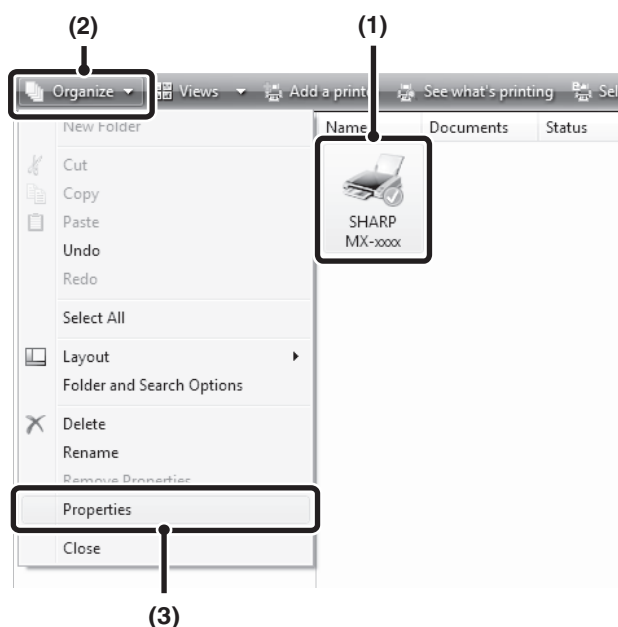 (2) (1)
Organize Views Add a printer See what's printing Sel
New Folder Name Documents Status
Cut
Copy
Paste
Undo
Redo
SHARP
MX-xxxx
Select All
Layout
Folder and Search Options
Delete
Rename
Remove Properties
Properties
Close
(3)